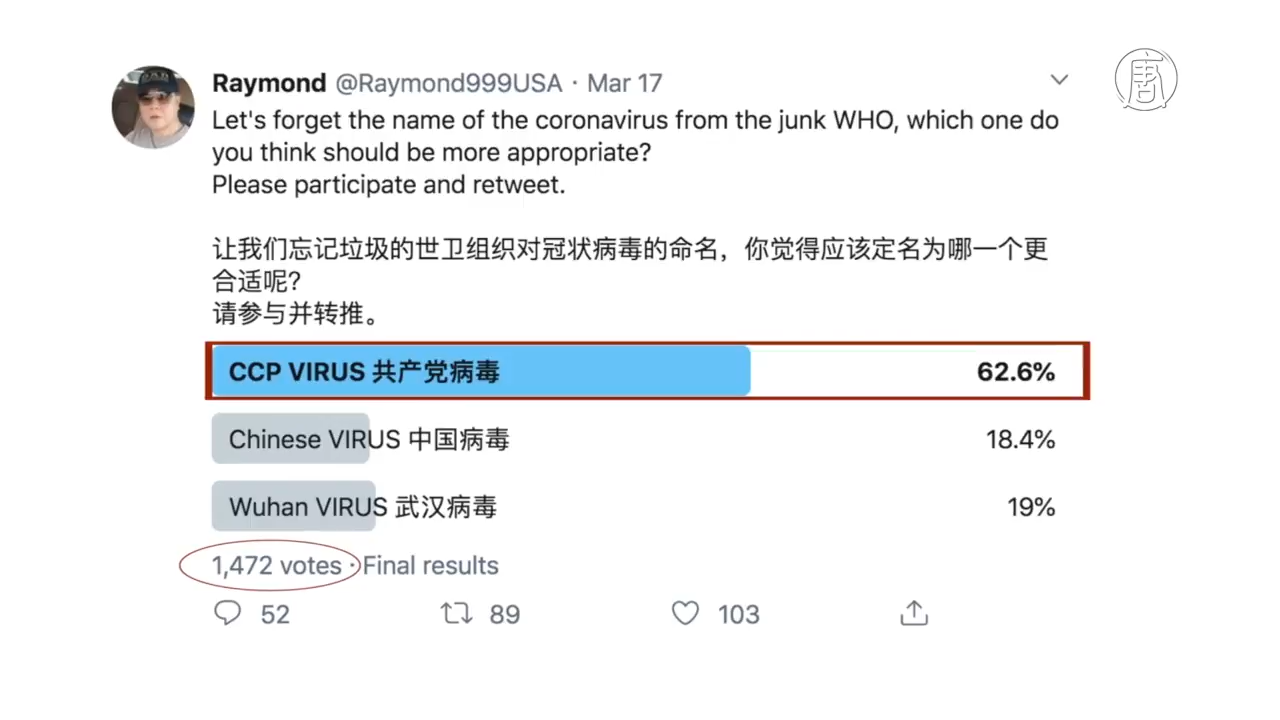 Raymond @Raymond999USA · Mar 17
Let's forget the name of the coronavirus from the junk WHO, which one do
you think should be more appropriate?
Please participate and retweet.
让我们忘记垃圾的世卫组织对冠状病毒的命名，你觉得应该定名为哪一个更
合适呢?
请参与并转推。
CCP VIRUS 共产党病毒 62.6%
Chinese VIRUS 中国病毒 18.4%
Wuhan VIRUS 武汉病毒 19%
1,472 votes · Final results
52 89 103
唐